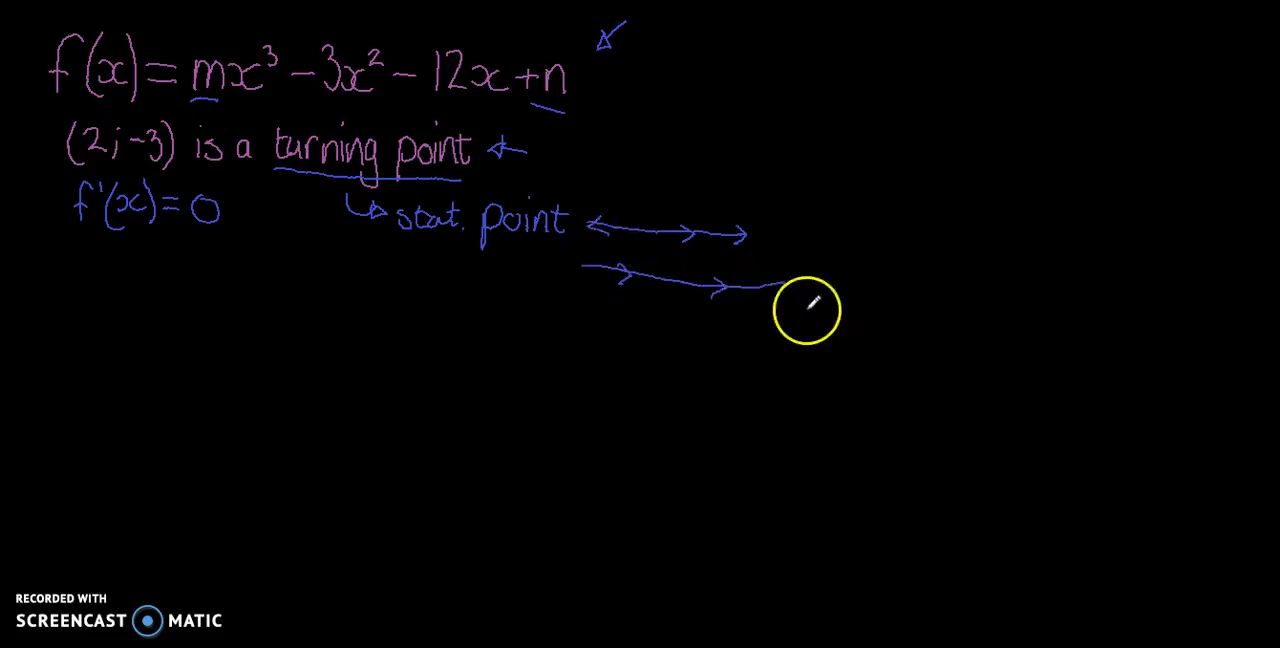 f(x) = mx³ - 3x² - 12x + n
(2; -3) is a turning point
f'(x) = 0
stat. point
RECORDED WITH
SCREENCAST MATIC